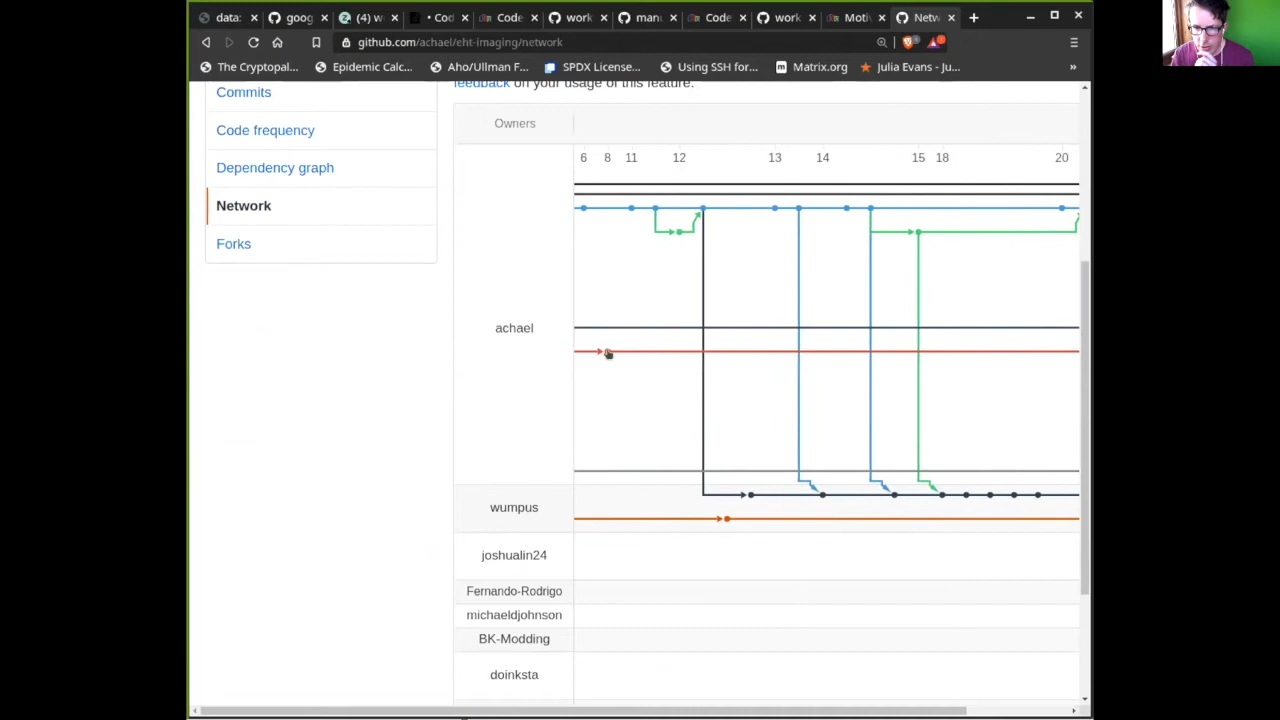 data: × goog × (4) w × • Cod × Code × work × man × Code × work × Motiv × Netw × +
github.com/achael/eht-imaging/network
The Cryptopal... Epidemic Calc... Aho/Ullman F... SPDX License... Using SSH for... Matrix.org Julia Evans - Ju... »
feedback on your usage of this feature.
Commits
Code frequency
Dependency graph
Network
Forks
Owners
6 8 11 12 13 14 15 18 20
achael
wumpus
joshualin24
Fernando-Rodrigo
michaeldjohnson
BK-Modding
doinksta